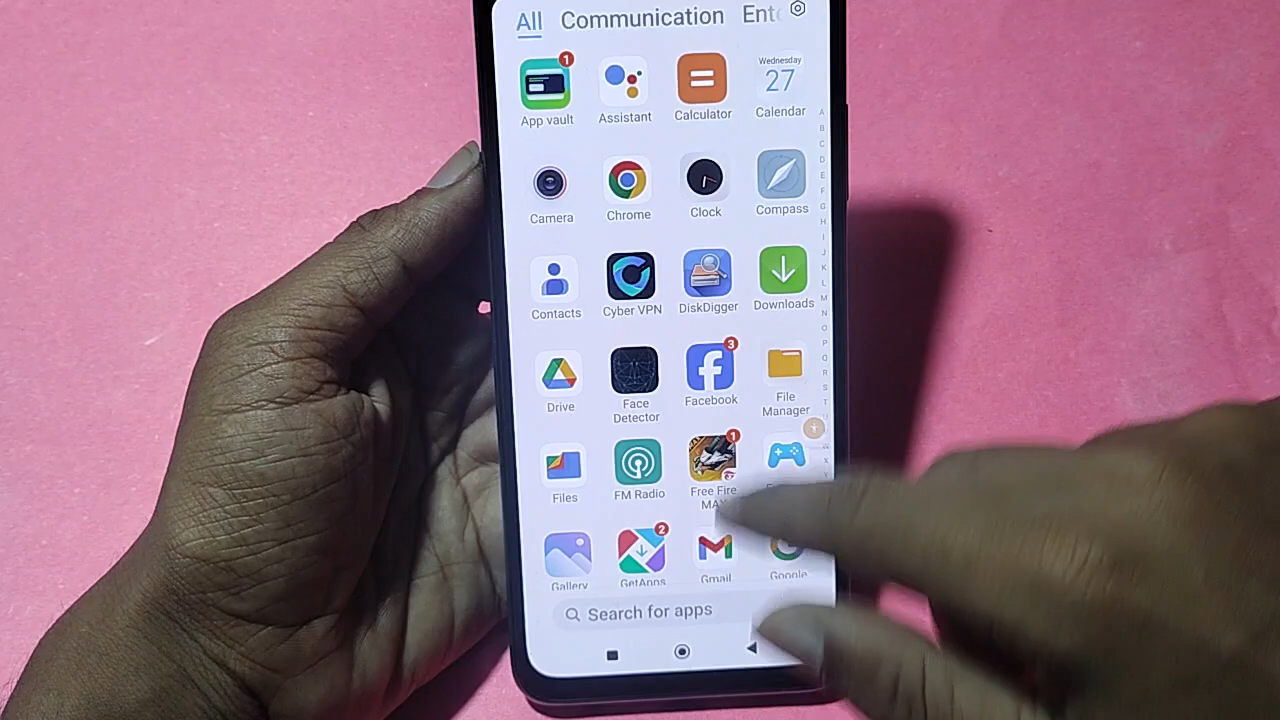 All Communication Ent
1
Wednesday
27
App vault Assistant Calculator Calendar
Camera Chrome Clock Compass
Contacts Cyber VPN DiskDigger Downloads
3
Drive Face Detector Facebook File Manager
1
Files FM Radio Free Fire MAX
2
Gallery GetApps Gmail Google
Search for apps
A
B
C
D
E
F
G
H
I
J
K
L
M
N
O
P
Q
R
S
T